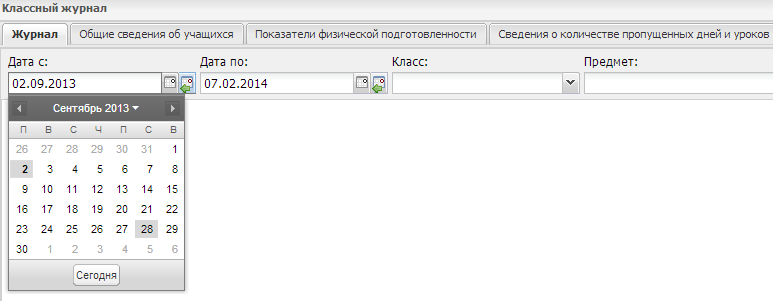 Классный журнал
Журнал Общие сведения об учащихся Показатели физической подготовленности Сведения о количестве пропущенных дней и уроков
Дата с: Дата по: Класс: Предмет:
02.09.2013 07.02.2014
Сентябрь 2013
П В С Ч П С В
26 27 28 29 30 31 1
2 3 4 5 6 7 8
9 10 11 12 13 14 15
16 17 18 19 20 21 22
23 24 25 26 27 28 29
30 1 2 3 4 5 6
Сегодня